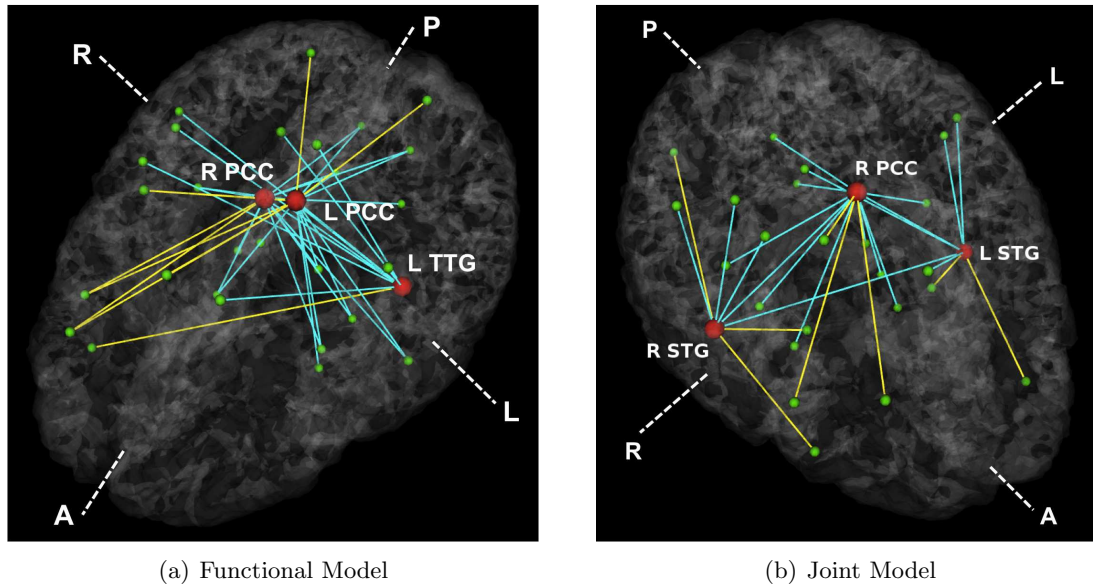 R
P
R PCC
L PCC
L TTG
L
A
(a) Functional Model
P
L
R PCC
L STG
R STG
R
A
(b) Joint Model